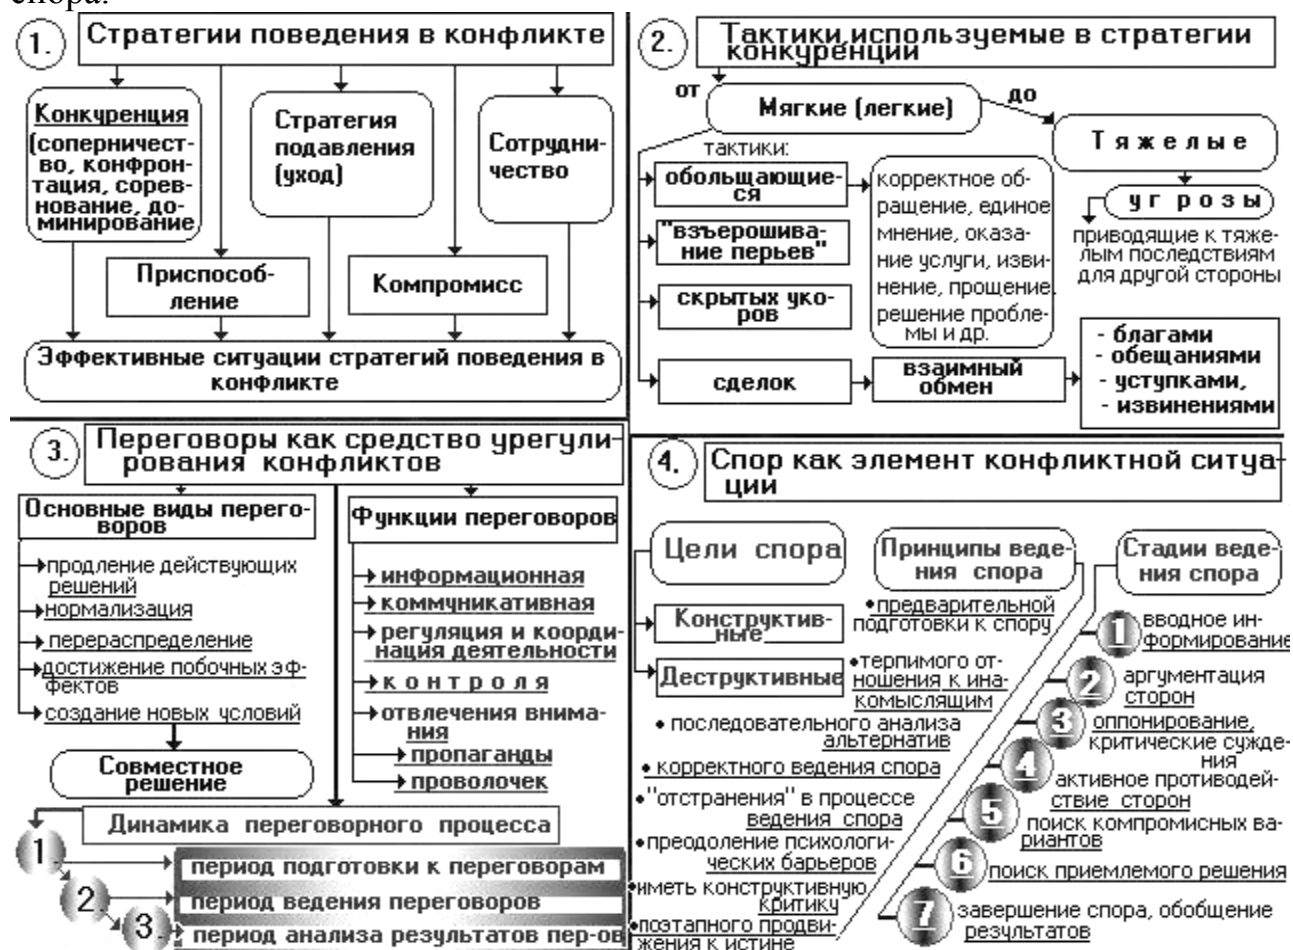 спора.
1.
Стратегии поведения в конфликте
Конкуренция
(соперничест-
во, конфрон-
тация, сорев-
нование, до-
минирование
Стратегия
подавления
(уход)
Сотрудни-
чество
Приспособ-
ление
Компромисс
Эффективные ситуации стратегий поведения в
конфликте
2.
Тактики,используемые в стратегии
конкуренции
от
Мягкие (легкие)
до
Тяжелые
тактики:
обольщающие-
ся
"взъерошива-
ние перьев"
скрытых уко-
ров
сделок
корректное об-
ращение, единое
мнение, оказа-
ние услуги, изви-
нение, прощение,
решение пробле-
мы и др.
угрозы
приводящие к тяже-
лым последствиям
для другой стороны
взаимный
обмен
- благами
- обещаниями
- уступками,
- извинениями
3.
Переговоры как средство урегули-
рования конфликтов
Основные виды перего-
воров
продление действующих
решений
нормализация
перераспределение
достижение побочных эф-
фектов
создание новых условий
Совместное
решение
Функции переговоров
информационная
коммуникативная
регуляция и коорди-
нация деятельности
контроля
отвлечения внима-
ния
пропаганды
проволочек
Динамика переговорного процесса
1.
период подготовки к переговорам
2.
период ведения переговоров
3.
период анализа результатов пер-ов
4.
Спор как элемент конфликтной ситуа-
ции
Цели спора
Конструктив-
ные
Деструктивные
Принципы веде-
ния спора
•предварительной
подготовки к спору
•терпимого от-
ношения к ина-
комыслящим
• последовательного анализа
альтернатив
• корректного ведения спора
•"отстранения" в процессе
ведения спора
•преодоление психологи-
ческих барьеров
•иметь конструктивную
критику
•поэтапного продви-
жения к истине
Стадии веде-
ния спора
1
вводное ин-
формирование
2
аргументация
сторон
3
оппонирование,
критические сужде-
ния
4
активное противодей-
ствие сторон
5
поиск компромисных ва-
риантов
6
поиск приемлемого решения
7
завершение спора, обобщение
результатов